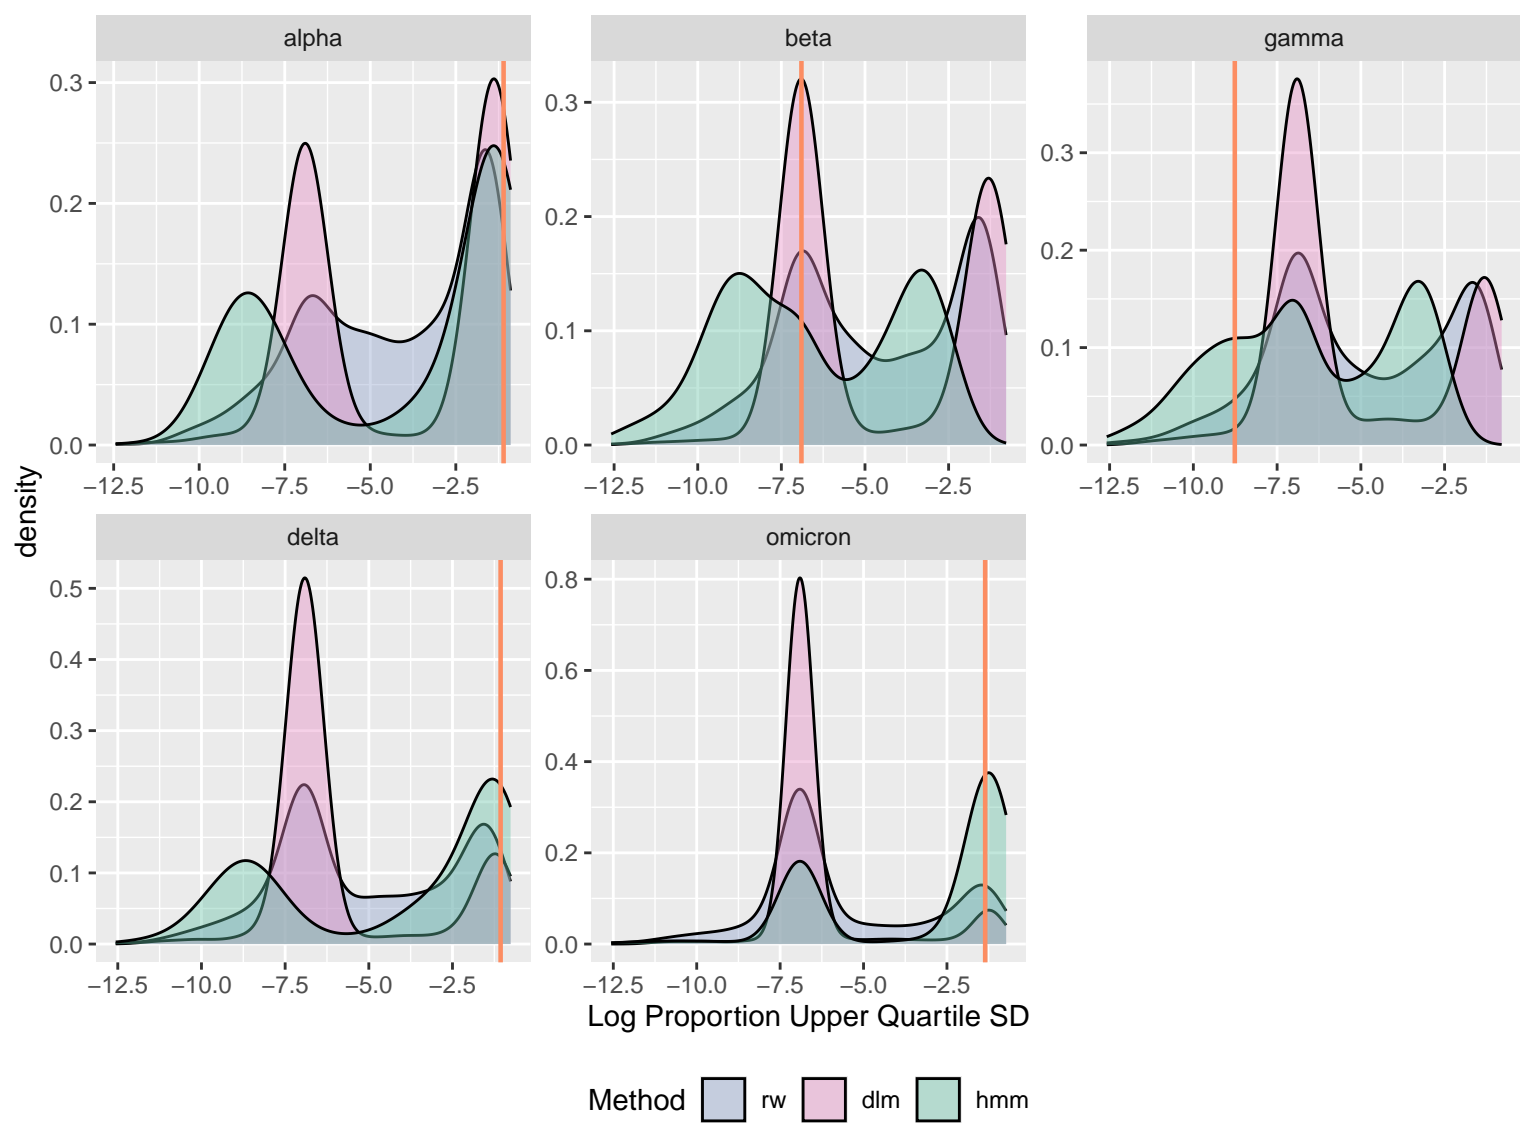 alpha
beta
gamma
0.3
0.2
0.1
0.0
0.3
0.2
0.1
0.0
0.3
0.2
0.1
0.0
−12.5 −10.0 −7.5 −5.0 −2.5
−12.5 −10.0 −7.5 −5.0 −2.5
−12.5 −10.0 −7.5 −5.0 −2.5
density
delta
omicron
0.5
0.4
0.3
0.2
0.1
0.0
0.8
0.6
0.4
0.2
0.0
−12.5 −10.0 −7.5 −5.0 −2.5
−12.5 −10.0 −7.5 −5.0 −2.5
Log Proportion Upper Quartile SD
Method rw dlm hmm